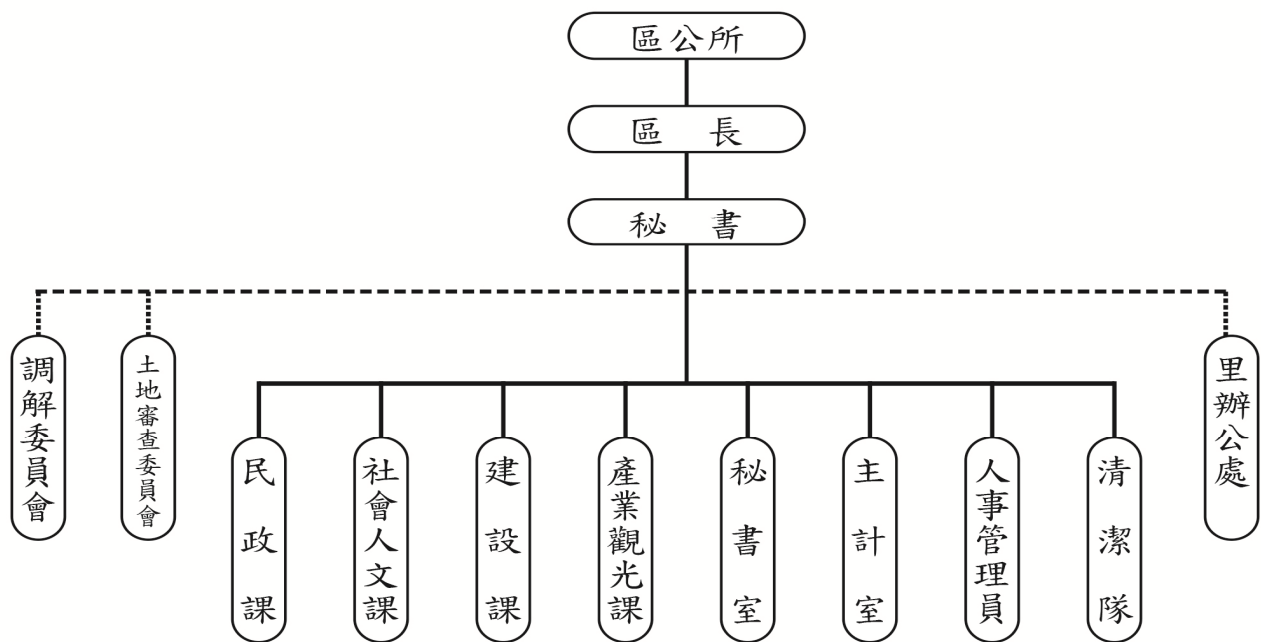 區公所
區 長
秘 書
調解委員會
土地審查委員會
里辦公處
民政課
社會人文課
建設課
產業觀光課
秘書室
主計室
人事管理員
清潔隊